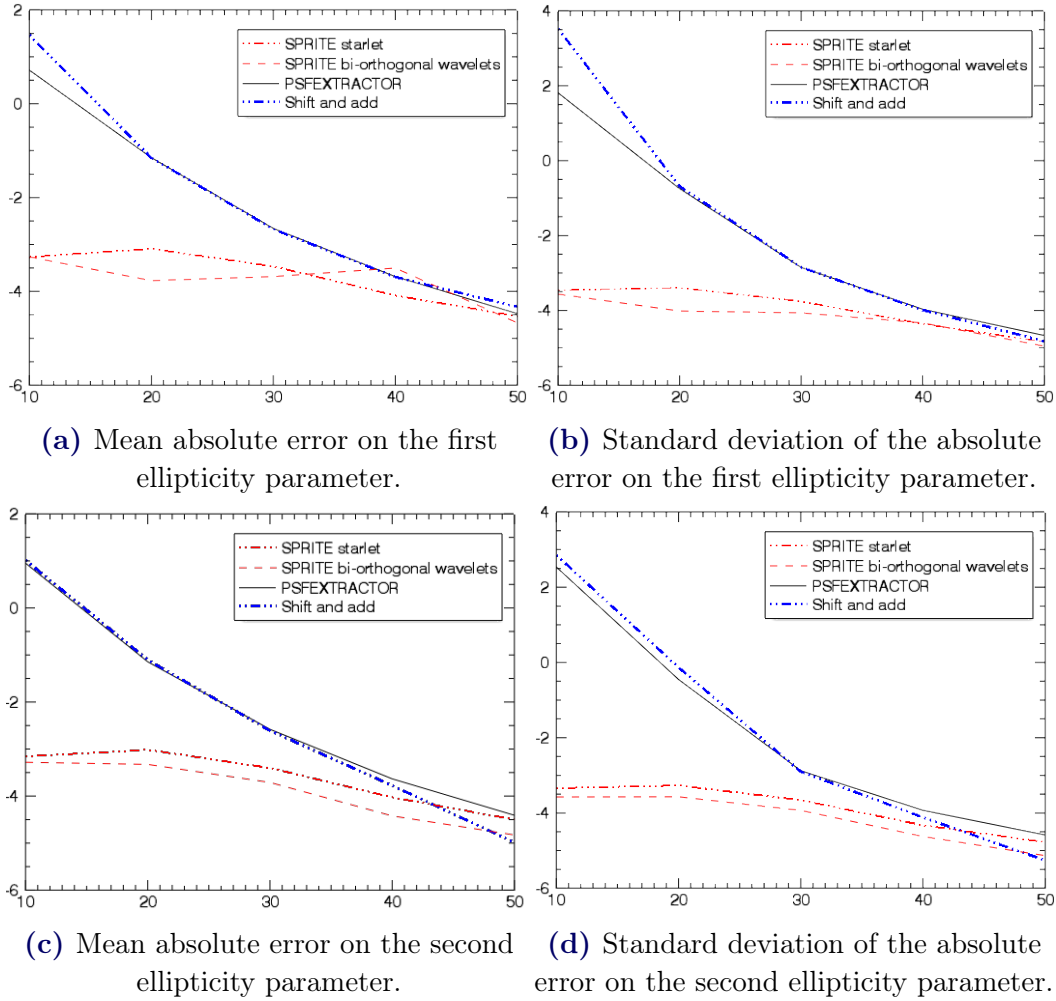 2
0
-2
-4
-6
10 20 30 40 50
SPRITE starlet
SPRITE bi-orthogonal wavelets
PSFEXTRACTOR
Shift and add
(a) Mean absolute error on the first
ellipticity parameter.
4
2
0
-2
-4
-6
10 20 30 40 50
SPRITE starlet
SPRITE bi-orthogonal wavelets
PSFEXTRACTOR
Shift and add
(b) Standard deviation of the absolute
error on the first ellipticity parameter.
2
0
-2
-4
-6
10 20 30 40 50
SPRITE starlet
SPRITE bi-orthogonal wavelets
PSFEXTRACTOR
Shift and add
(c) Mean absolute error on the second
ellipticity parameter.
4
2
0
-2
-4
-6
10 20 30 40 50
SPRITE starlet
SPRITE bi-orthogonal wavelets
PSFEXTRACTOR
Shift and add
(d) Standard deviation of the absolute
error on the second ellipticity parameter.